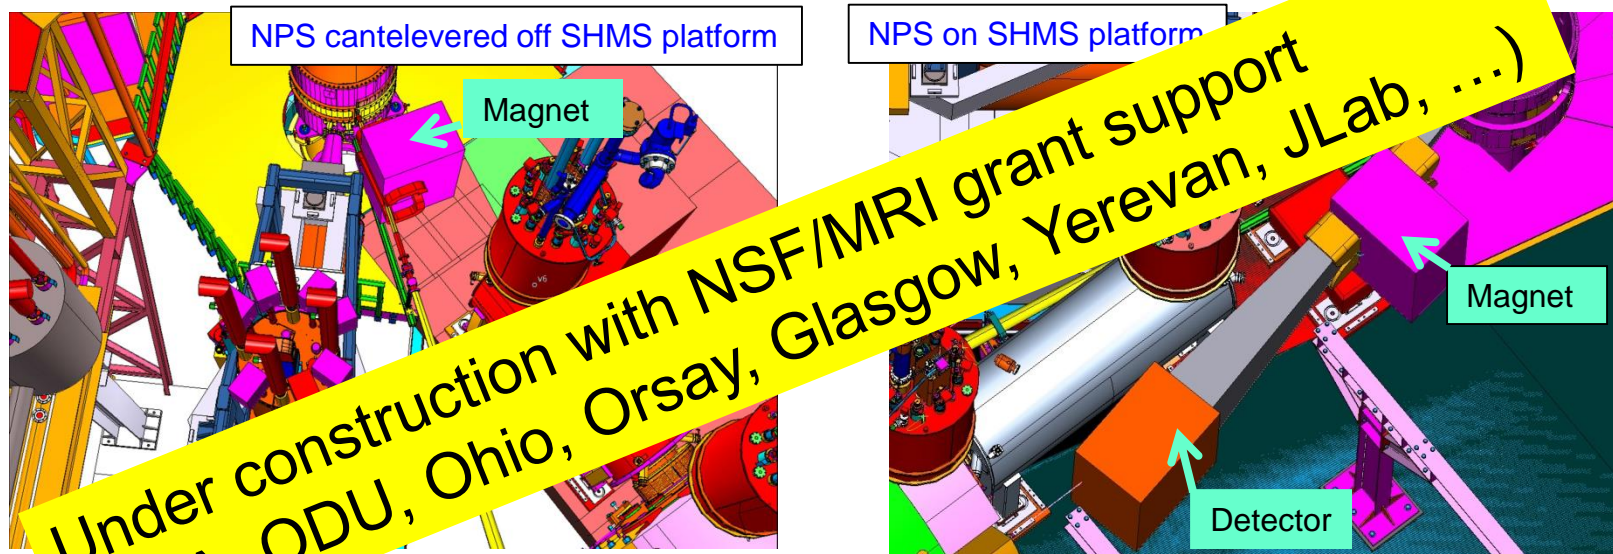 NPS cantelevered off SHMS platform
NPS on SHMS platform
Magnet
Under construction with NSF/MRI grant support
ODU, Ohio, Orsay, Glasgow, Yerevan, JLab, …)
V6
Magnet
Detector